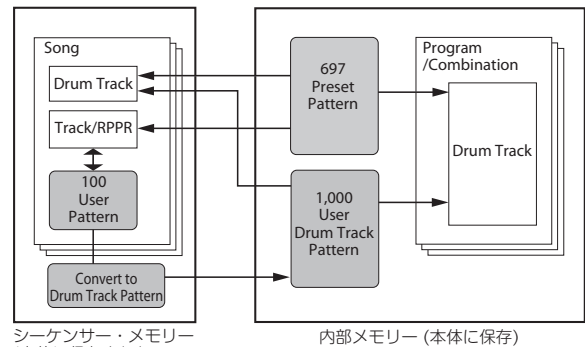 Song
Drum Track
Track/RPPR
100
User
Pattern
Convert to
Drum Track Pattern
シーケンサー・メモリー
697
Preset
Pattern
1,000
User
Drum Track
Pattern
Program
/Combination
Drum Track
内部メモリー (本体に保存)